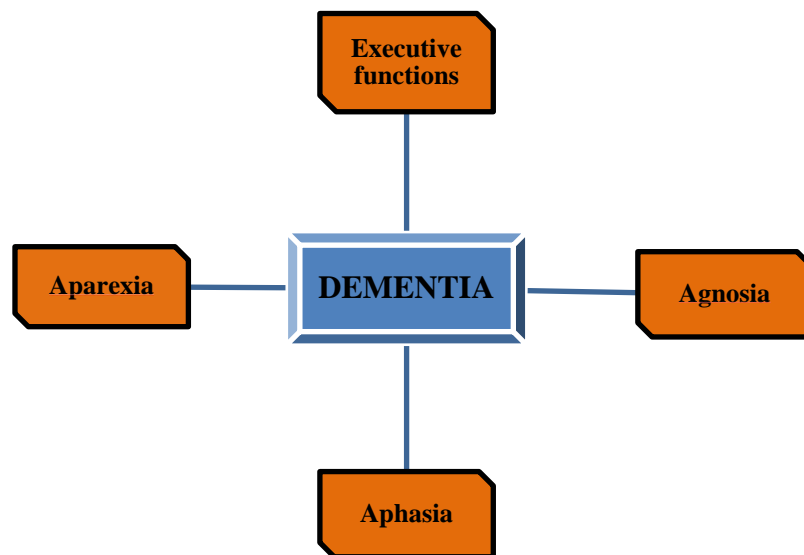 Executive
functions
Aparexia
DEMENTIA
Agnosia
Aphasia